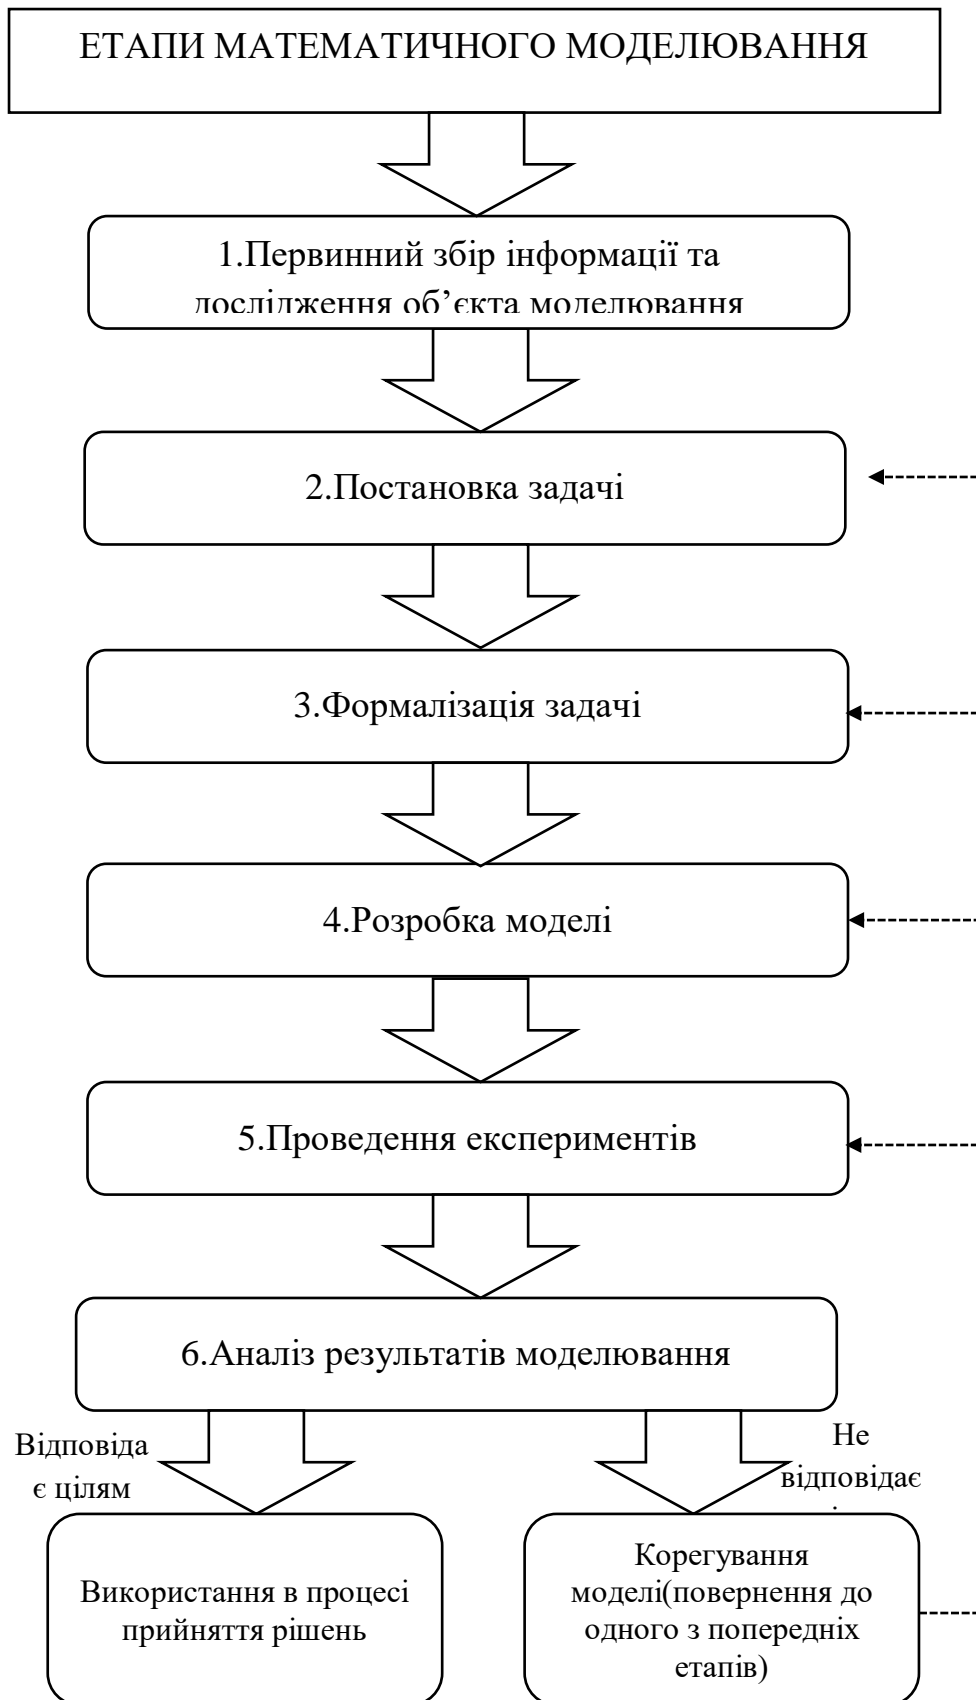 ЕТАПИ МАТЕМАТИЧНОГО МОДЕЛЮВАННЯ
1.Первинний збір інформації та
дослідження об’єкта моделювання
2.Постановка задачі
3.Формалізація задачі
4.Розробка моделі
5.Проведення експериментів
6.Аналіз результатів моделювання
Відповіда
є цілям
Не
відповідає
Використання в процесі
прийняття рішень
Корегування
моделі(повернення до
одного з попередніх
етапів)